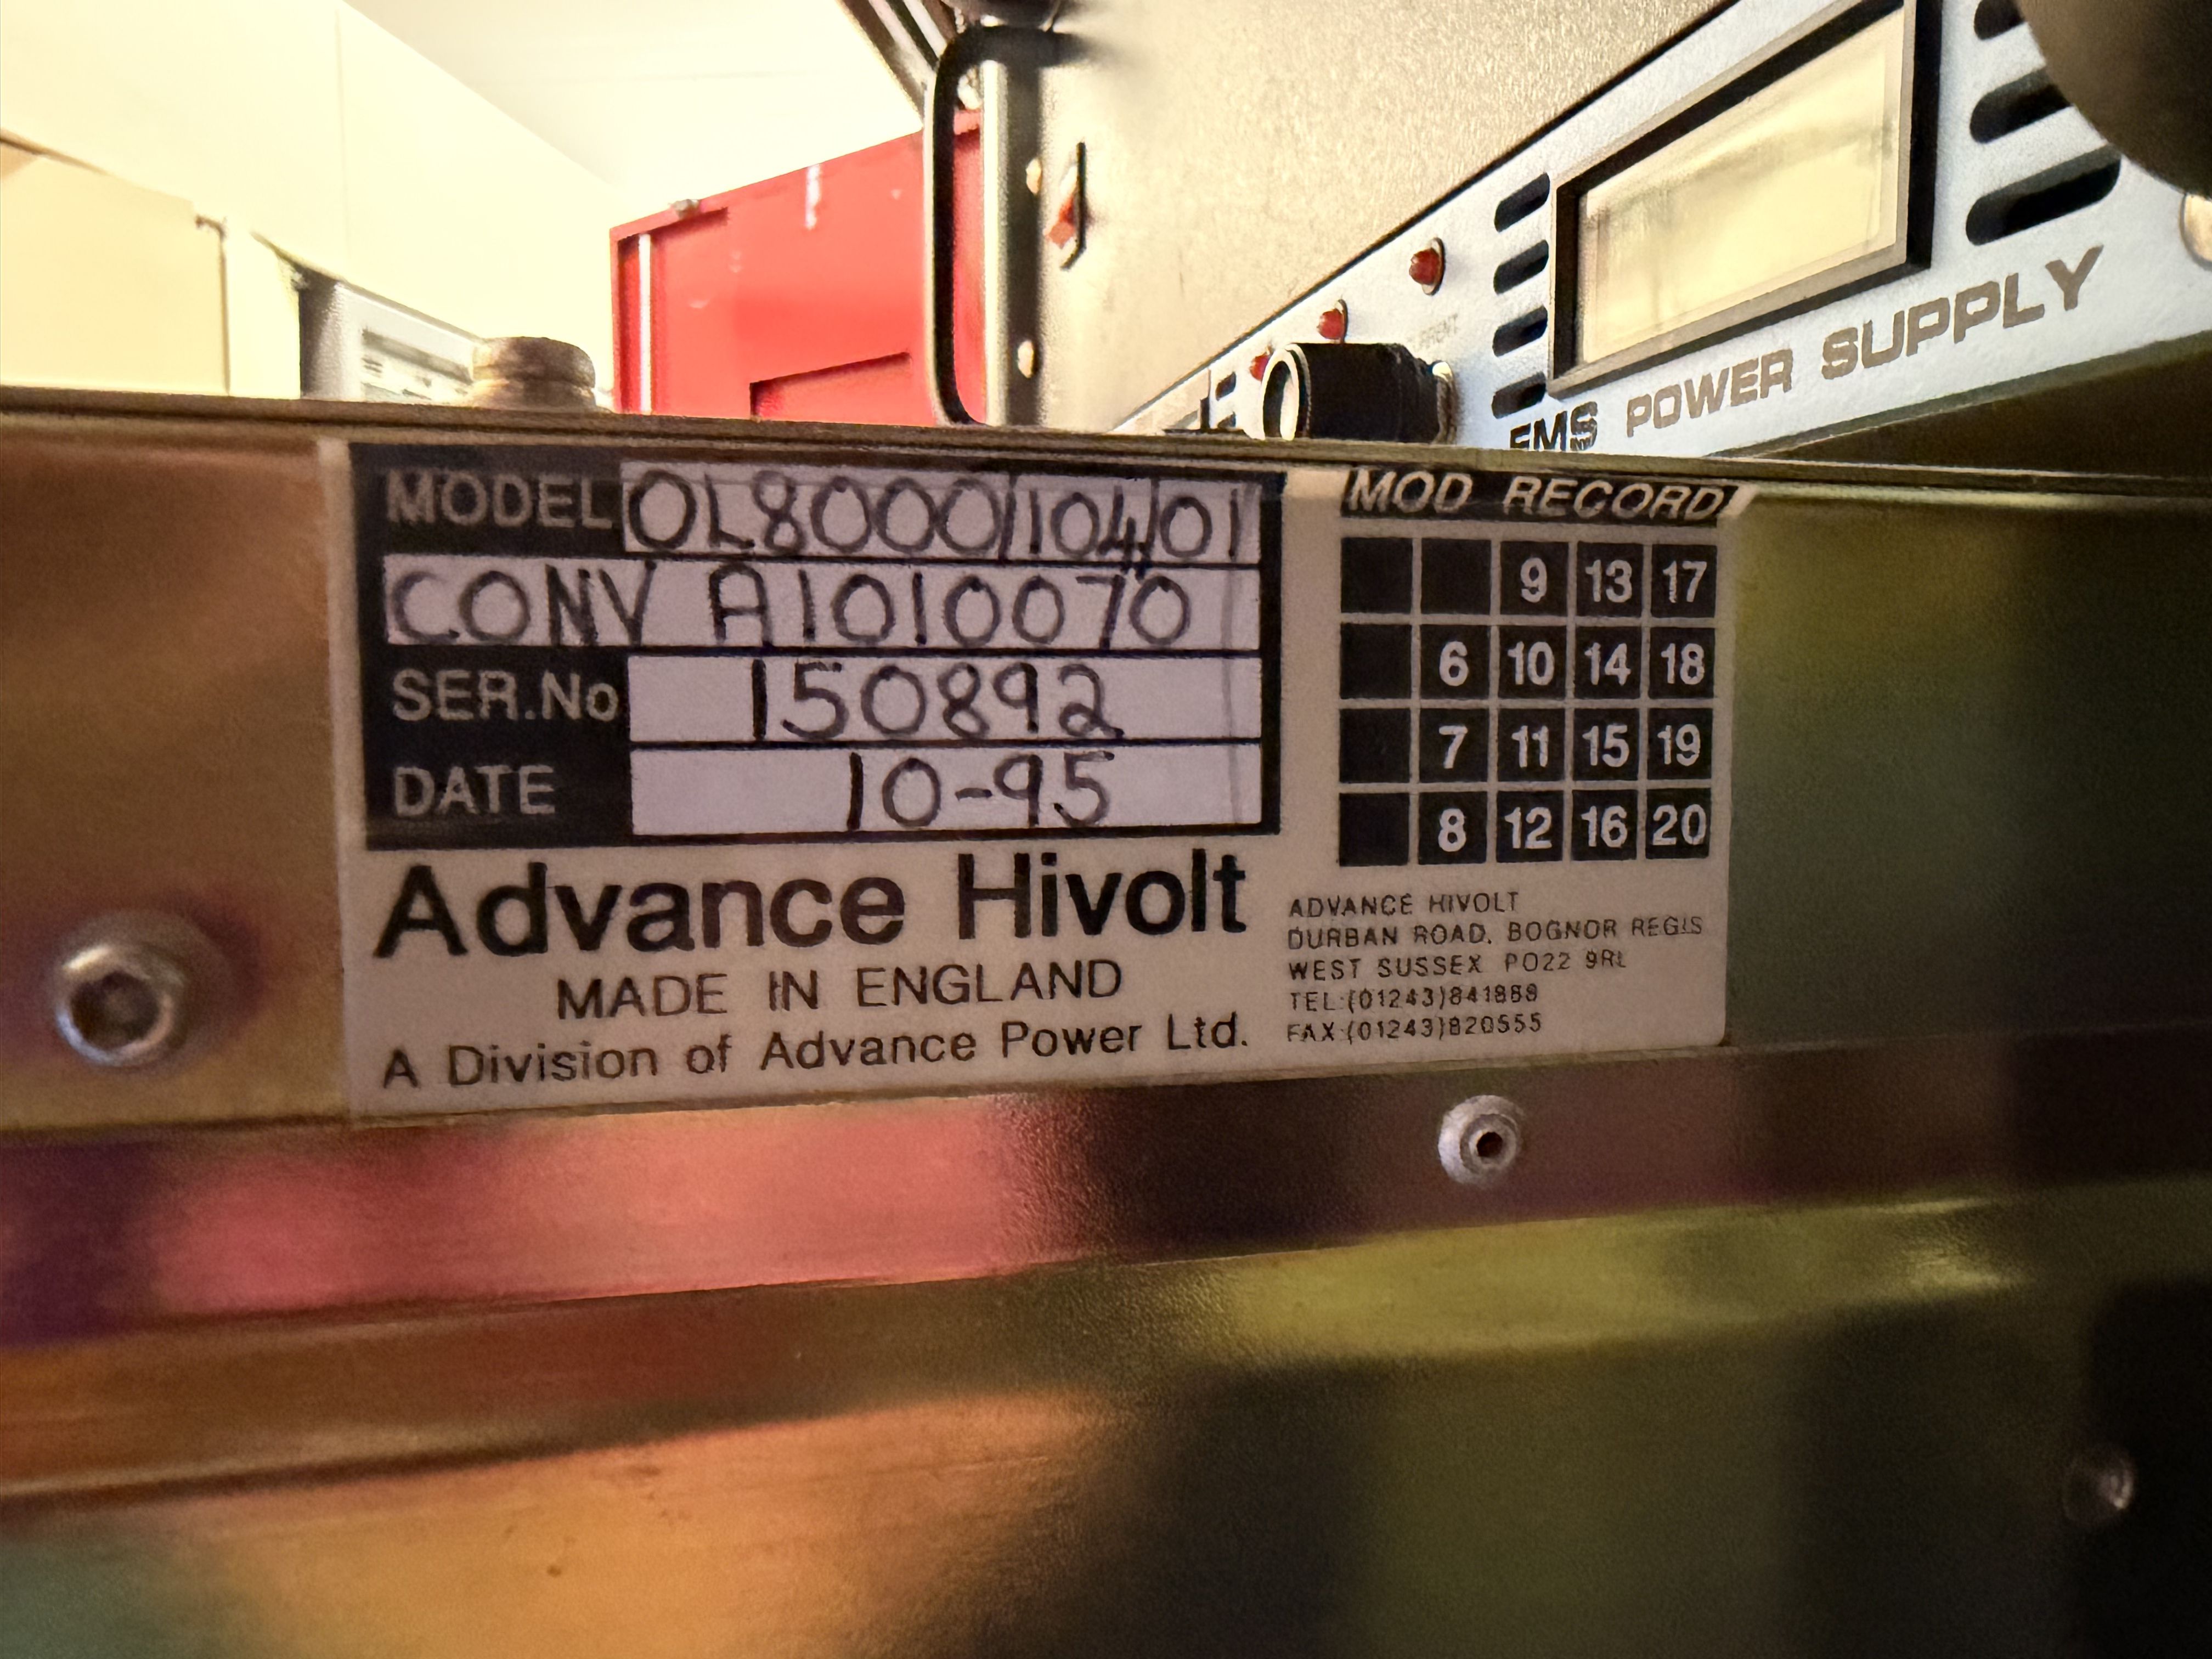 EMS POWER SUPPLY
MODEL OL8000/104/01
CONV A1010070
SER.No 150892
DATE 10-95
Advance Hivolt
MADE IN ENGLAND
A Division of Advance Power Ltd.
MOD RECORD
9 13 17
6 10 14 18
7 11 15 19
8 12 16 20
ADVANCE HIVOLT
DURBAN ROAD, BOGNOR REGIS
WEST SUSSEX PO22 9RL
TEL:(01243)841888
FAX:(01243)820555